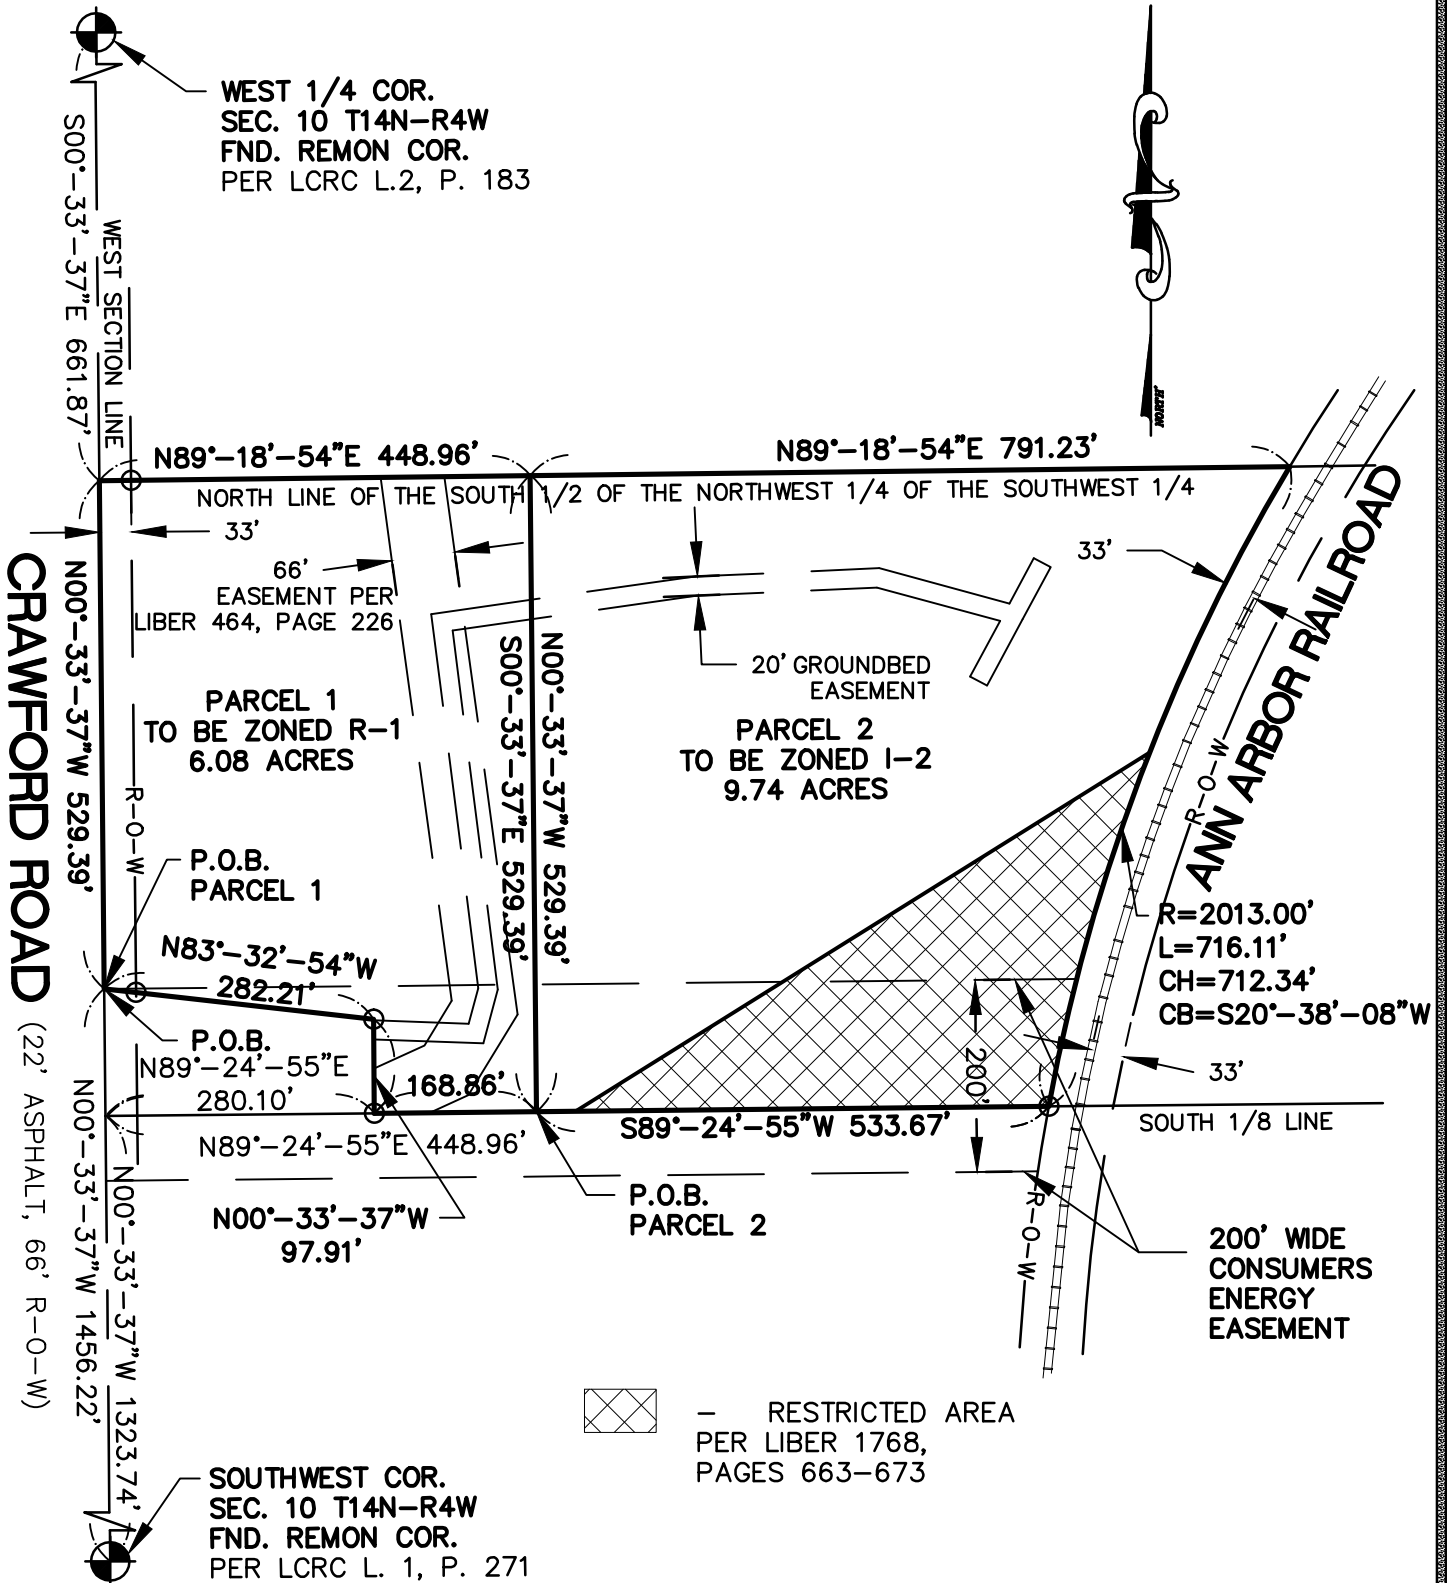 WEST 1/4 COR.
SEC. 10 T14N-R4W
FND. REMON COR.
PER LCRC L.2, P. 183
S00°-33'-37"E 661.87'
WEST SECTION LINE
NORTH
N89°-18'-54"E 448.96'
N89°-18'-54"E 791.23'
NORTH LINE OF THE SOUTH 1/2 OF THE NORTHWEST 1/4 OF THE SOUTHWEST 1/4
33'
33'
66'
EASEMENT PER
LIBER 464, PAGE 226
20' GROUNDBED
EASEMENT
ANN ARBOR RAILROAD
R-O-W
CRAWFORD ROAD (22' ASPHALT, 66' R-O-W)
N00°-33'-37"W 529.39'
R-O-W
PARCEL 1
TO BE ZONED R-1
6.08 ACRES
S00°-33'-37"E 529.39'
N00°-33'-37"W 529.39'
PARCEL 2
TO BE ZONED I-2
9.74 ACRES
P.O.B.
PARCEL 1
N83°-32'-54"W
282.21'
R=2013.00'
L=716.11'
CH=712.34'
CB=S20°-38'-08"W
P.O.B.
N89°-24'-55"E
280.10'
168.86'
200'
33'
N89°-24'-55"E 448.96'
S89°-24'-55"W 533.67'
SOUTH 1/8 LINE
N00°-33'-37"W
97.91'
P.O.B.
PARCEL 2
R-O-W
200' WIDE
CONSUMERS
ENERGY
EASEMENT
N00°-33'-37"W 1456.22'
N00°-33'-37"W 1323.74'
- RESTRICTED AREA
PER LIBER 1768,
PAGES 663-673
SOUTHWEST COR.
SEC. 10 T14N-R4W
FND. REMON COR.
PER LCRC L. 1, P. 271